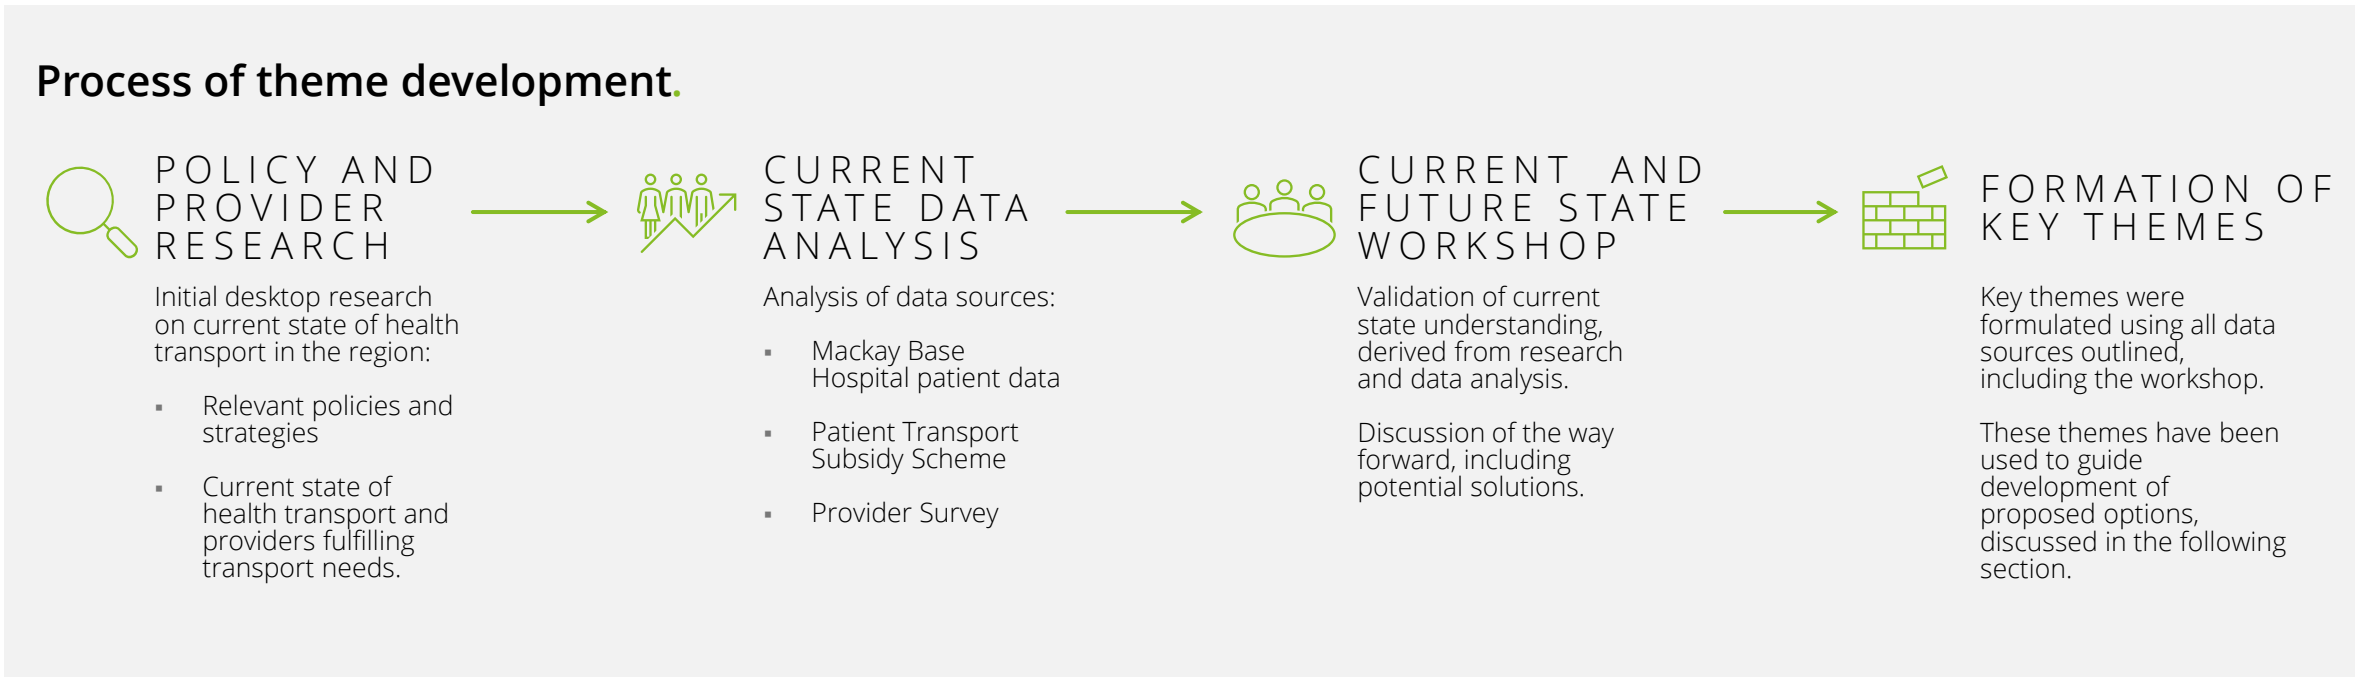 Process of theme development.
POLICY AND
PROVIDER
RESEARCH
Initial desktop research
on current state of health
transport in the region:
▪ Relevant policies and
strategies
▪ Current state of
health transport and
providers fulfilling
transport needs.
CURRENT
STATE DATA
ANALYSIS
Analysis of data sources:
▪ Mackay Base
Hospital patient data
▪ Patient Transport
Subsidy Scheme
▪ Provider Survey
CURRENT AND
FUTURE STATE
WORKSHOP
Validation of current
state understanding,
derived from research
and data analysis.
Discussion of the way
forward, including
potential solutions.
FORMATION OF
KEY THEMES
Key themes were
formulated using all data
sources outlined,
including the workshop.
These themes have been
used to guide
development of
proposed options,
discussed in the following
section.